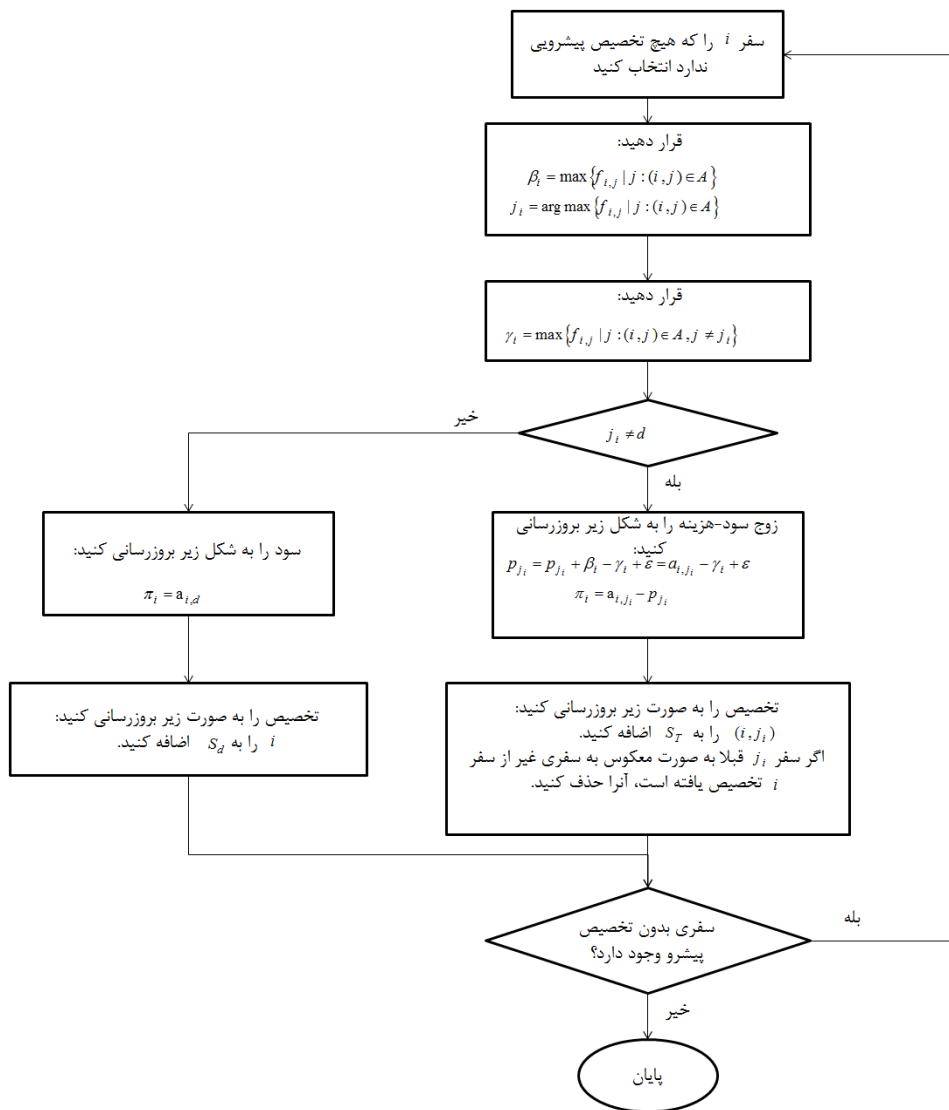 سفر i را که هیچ تخصیص پیشرویی
ندارد انتخاب کنید
قرار دهید:
β_i = max{f_{i,j} | j : (i, j) ∈ A}
j_i = arg max{f_{i,j} | j : (i, j) ∈ A}
قرار دهید:
γ_i = max{f_{i,j} | j : (i, j) ∈ A, j ≠ j_i}
j_i ≠ d
خیر
بله
زوج سود-هزینه را به شکل زیر بروزرسانی
کنید:
p_{j_i} = p_{j_i} + β_i − γ_i + ε = a_{i,j_i} − γ_i + ε
π_i = a_{i,j_i} − p_{j_i}
سود را به شکل زیر بروزرسانی کنید:
π_i = a_{i,d}
تخصیص را به صورت زیر بروزرسانی کنید:
(i, j_i) را به S_T اضافه کنید.
اگر سفر j_i قبلا به صورت معکوس به سفری غیر از سفر
i تخصیص یافته است، آنرا حذف کنید.
تخصیص را به صورت زیر بروزرسانی کنید:
i را به S_d اضافه کنید.
سفری بدون تخصیص
پیشرو وجود دارد؟
بله
خیر
پایان